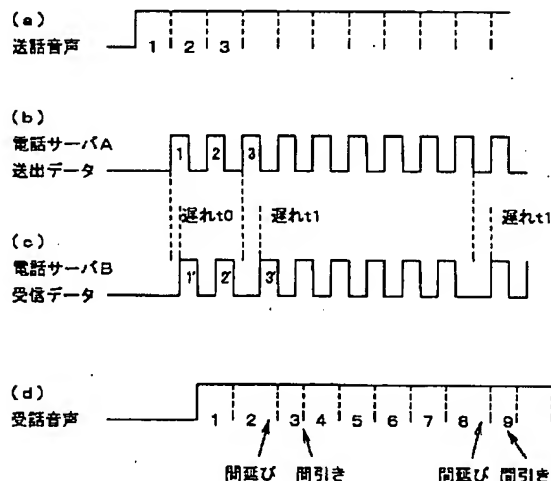 (a)
送話音声
1 2 3
(b)
電話サーバA
送出データ
1 2 3
遅れt0 遅れt1 遅れt1
(c)
電話サーバB
受信データ
1' 2' 3'
(d)
受話音声
1 2 3 4 5 6 7 8 9
間延び 間引き 間延び 間引き